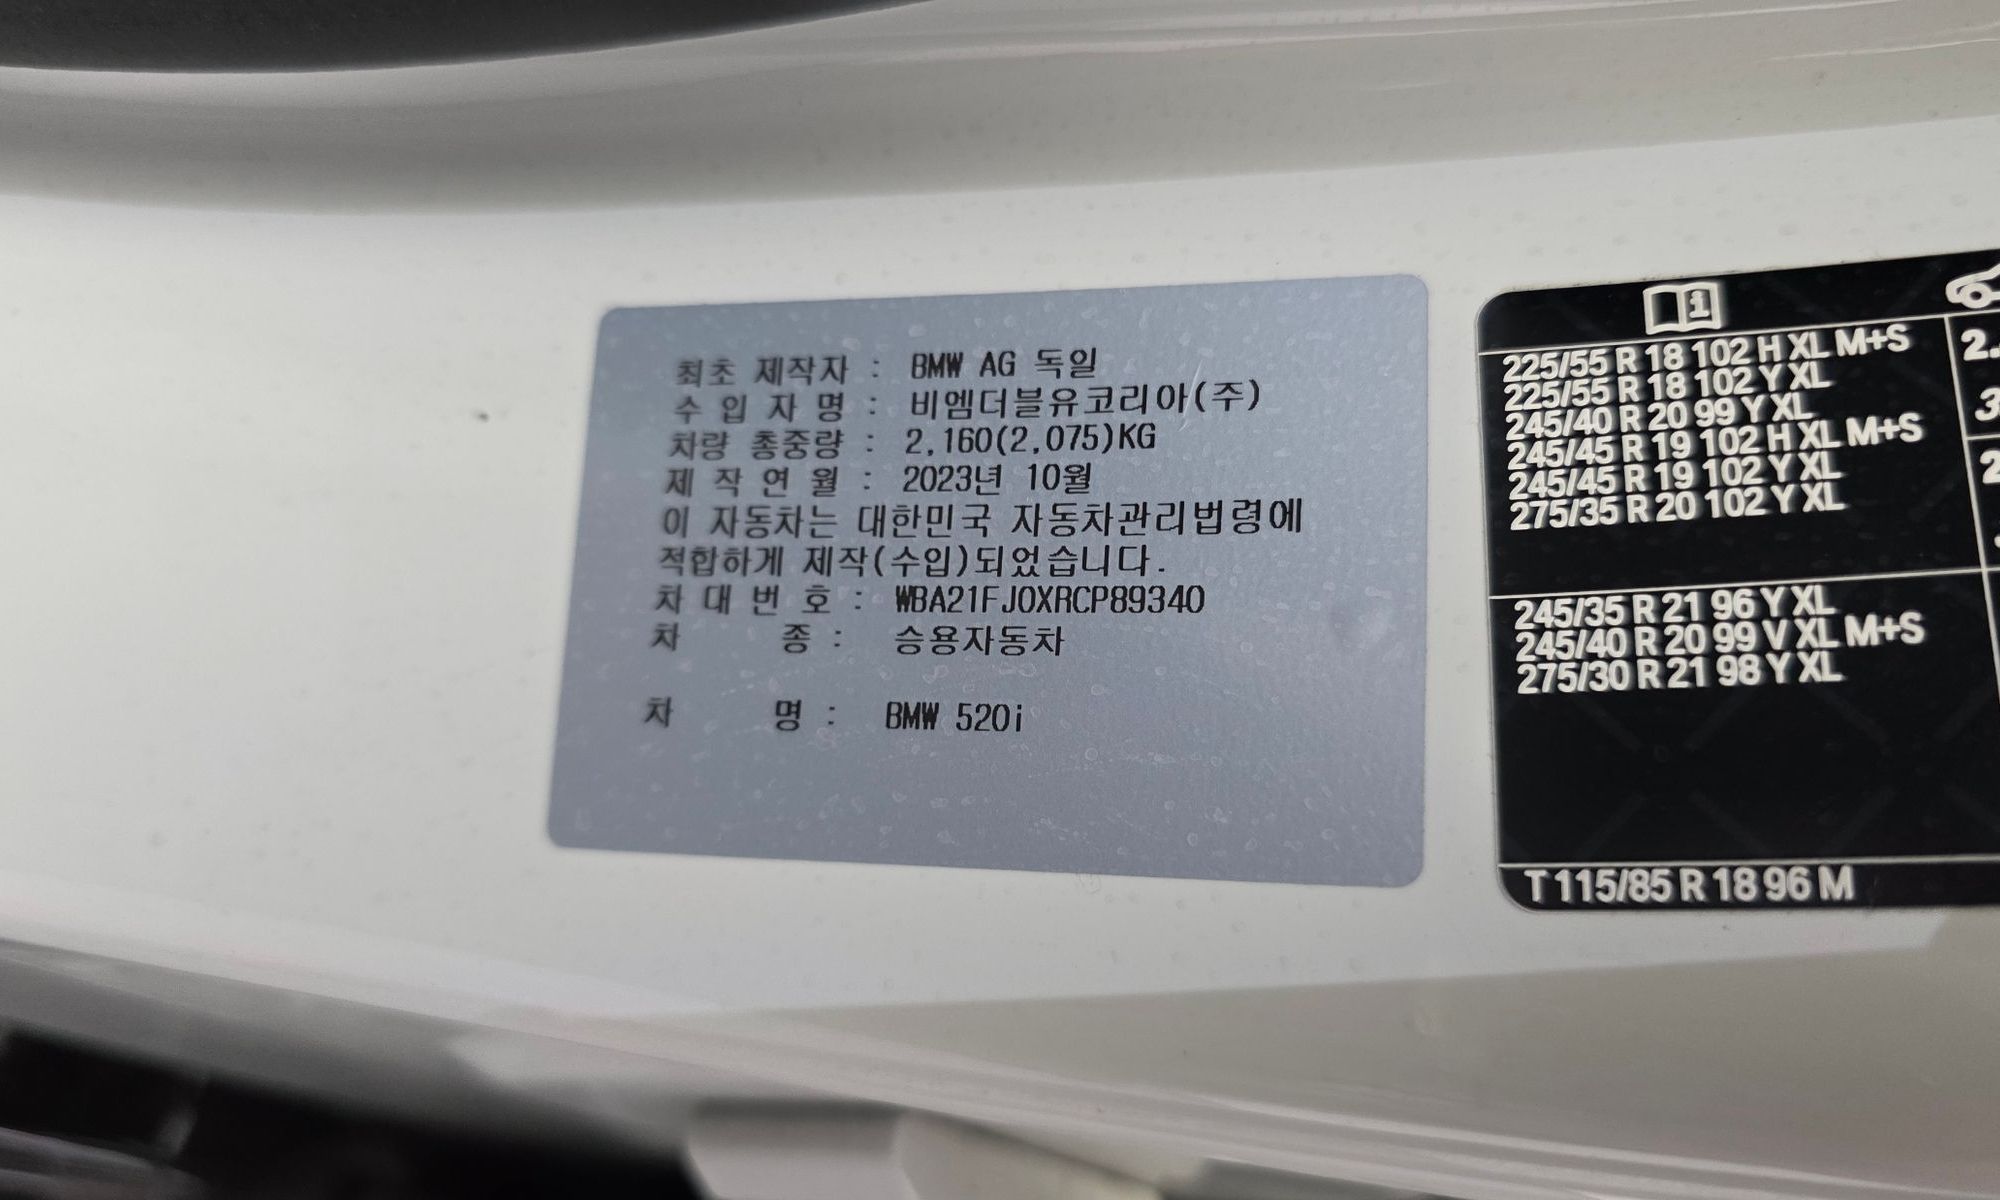 최초 제작자 : BMW AG 독일
수 입 자 명 : 비엠더블유코리아(주)
차량 총중량 : 2,160(2,075)KG
제 작 연 월 : 2023년 10월
이 자동차는 대한민국 자동차관리법령에
적합하게 제작(수입)되었습니다.
차 대 번 호 : WBA21FJ0XRCP89340
차 종 : 승용자동차
차 명 : BMW 520i
225/55 R 18 102 H XL M+S
225/55 R 18 102 Y XL
245/40 R 20 99 Y XL
245/45 R 19 102 H XL M+S
245/45 R 19 102 Y XL
275/35 R 20 102 Y XL
245/35 R 21 96 Y XL
245/40 R 20 99 V XL M+S
275/30 R 21 98 Y XL
T 115/85 R 18 96 M